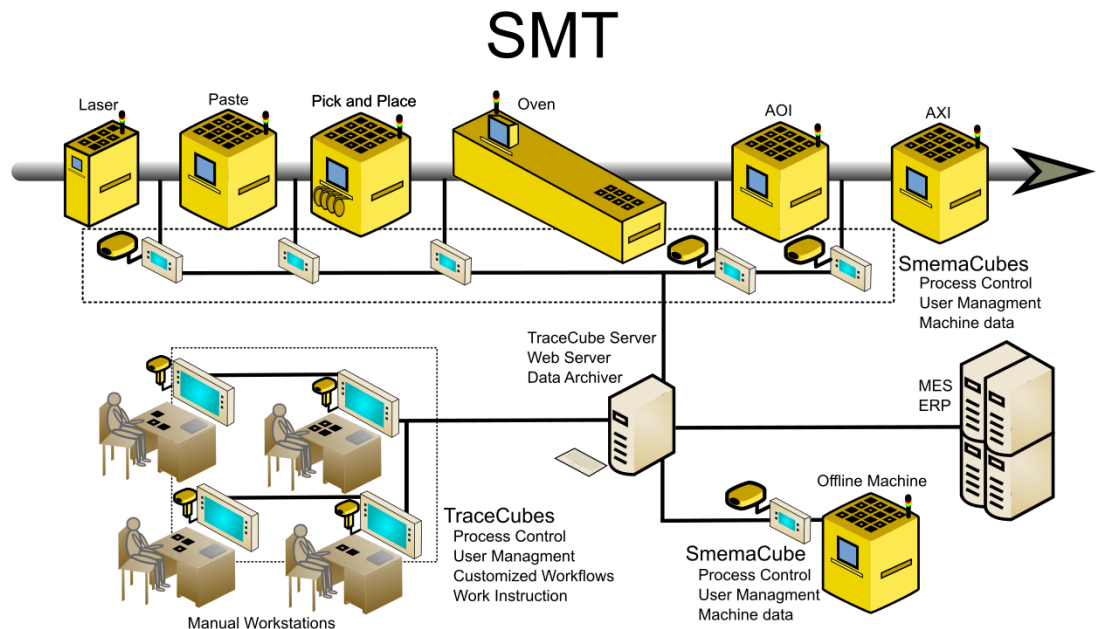 SMT
Laser
Paste
Pick and Place
Oven
AOI
AXI
SmemaCubes
Process Control
User Managment
Machine data
TraceCube Server
Web Server
Data Archiver
MES
ERP
Offline Machine
TraceCubes
Process Control
User Managment
Customized Workflows
Work Instruction
SmemaCube
Process Control
User Managment
Machine data
Manual Workstations